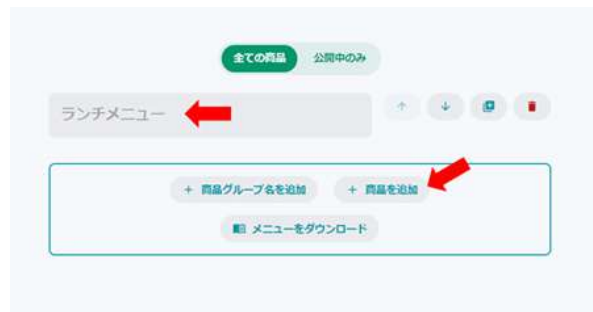 全ての商品 公開中のみ
ランチメニュー
+ 商品グループ名を追加 + 商品を追加
メニューをダウンロード